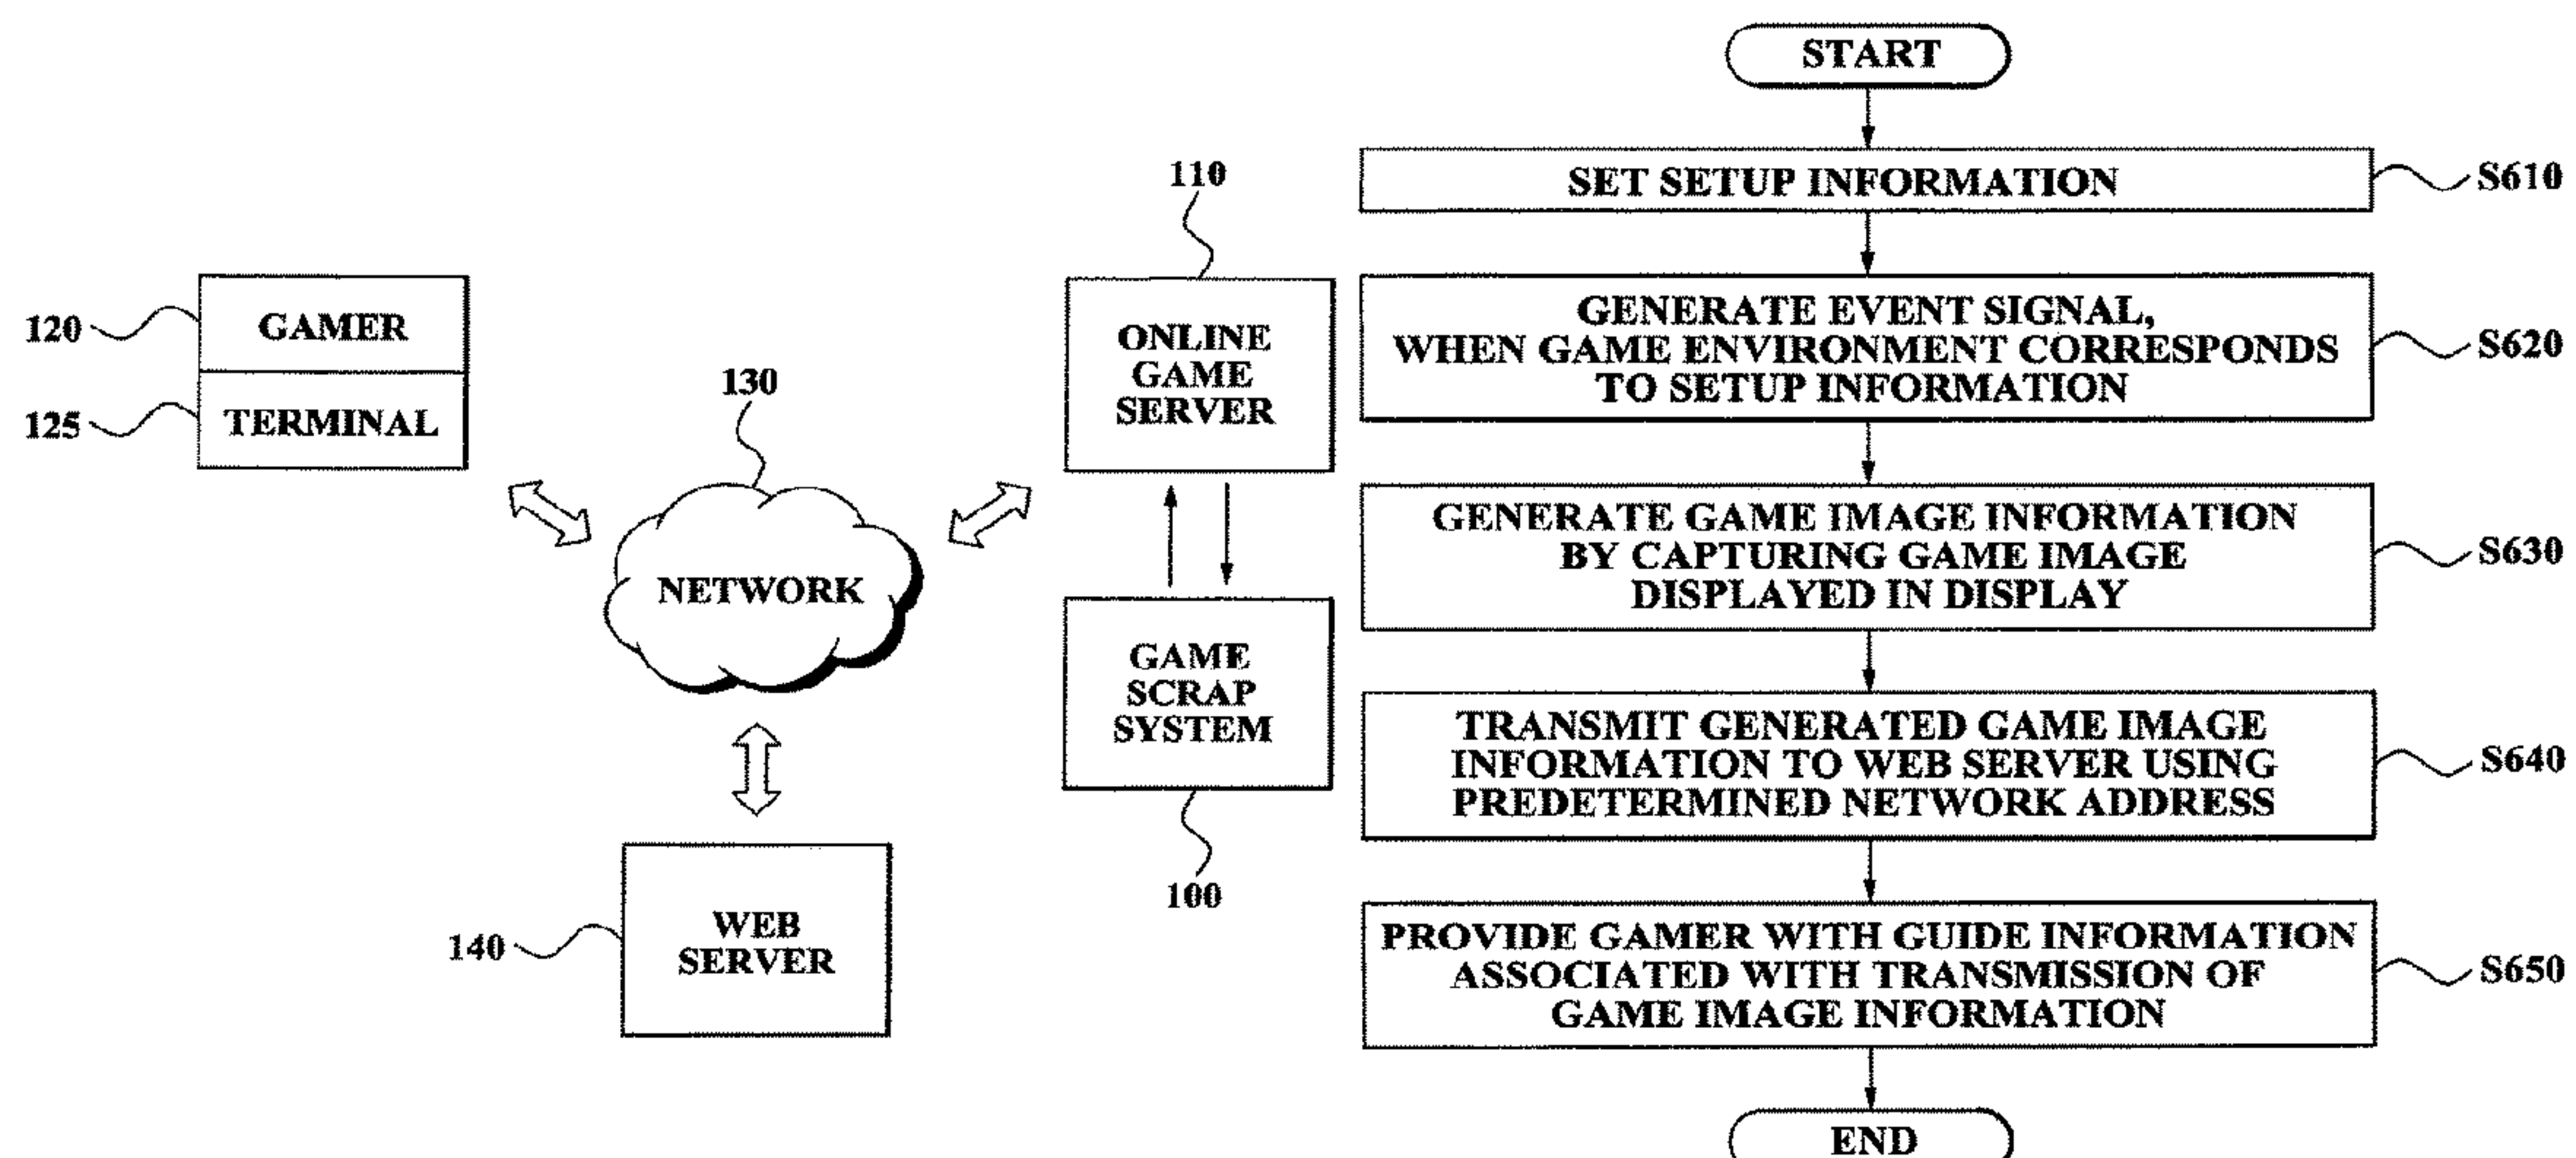 120
GAMER
125
TERMINAL
130
NETWORK
110
ONLINE
GAME
SERVER
GAME
SCRAP
SYSTEM
100
140
WEB
SERVER
START
SET SETUP INFORMATION
S610
GENERATE EVENT SIGNAL,
WHEN GAME ENVIRONMENT CORRESPONDS
TO SETUP INFORMATION
S620
GENERATE GAME IMAGE INFORMATION
BY CAPTURING GAME IMAGE
DISPLAYED IN DISPLAY
S630
TRANSMIT GENERATED GAME IMAGE
INFORMATION TO WEB SERVER USING
PREDETERMINED NETWORK ADDRESS
S640
PROVIDE GAMER WITH GUIDE INFORMATION
ASSOCIATED WITH TRANSMISSION OF
GAME IMAGE INFORMATION
S650
END